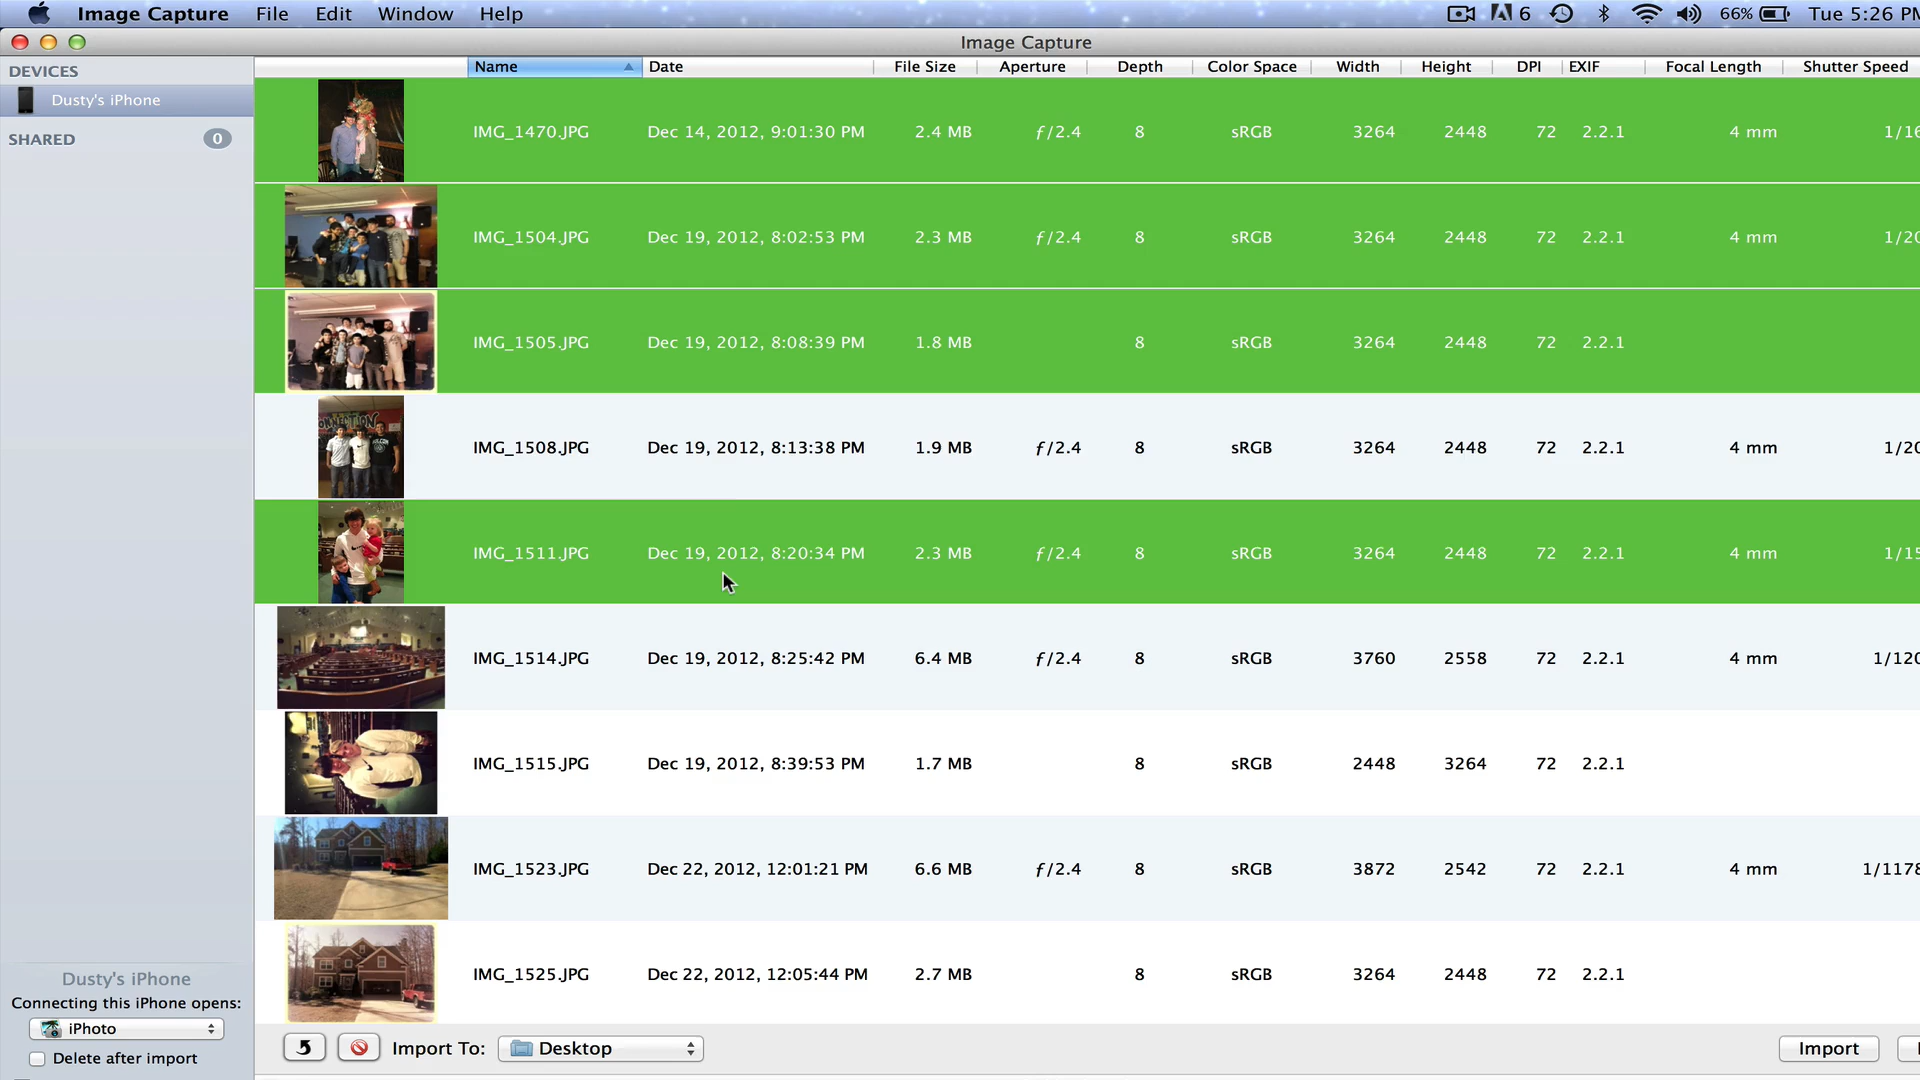 Image Capture File Edit Window Help 6 66% Tue 5:26 PM
Image Capture
DEVICES Name Date File Size Aperture Depth Color Space Width Height DPI EXIF Focal Length Shutter Speed
Dusty's iPhone
SHARED 0
IMG_1470.JPG Dec 14, 2012, 9:01:30 PM 2.4 MB ƒ/2.4 8 sRGB 3264 2448 72 2.2.1 4 mm 1/16
IMG_1504.JPG Dec 19, 2012, 8:02:53 PM 2.3 MB ƒ/2.4 8 sRGB 3264 2448 72 2.2.1 4 mm 1/20
IMG_1505.JPG Dec 19, 2012, 8:08:39 PM 1.8 MB 8 sRGB 3264 2448 72 2.2.1
IMG_1508.JPG Dec 19, 2012, 8:13:38 PM 1.9 MB ƒ/2.4 8 sRGB 3264 2448 72 2.2.1 4 mm 1/20
IMG_1511.JPG Dec 19, 2012, 8:20:34 PM 2.3 MB ƒ/2.4 8 sRGB 3264 2448 72 2.2.1 4 mm 1/15
IMG_1514.JPG Dec 19, 2012, 8:25:42 PM 6.4 MB ƒ/2.4 8 sRGB 3760 2558 72 2.2.1 4 mm 1/120
IMG_1515.JPG Dec 19, 2012, 8:39:53 PM 1.7 MB 8 sRGB 2448 3264 72 2.2.1
IMG_1523.JPG Dec 22, 2012, 12:01:21 PM 6.6 MB ƒ/2.4 8 sRGB 3872 2542 72 2.2.1 4 mm 1/1178
IMG_1525.JPG Dec 22, 2012, 12:05:44 PM 2.7 MB 8 sRGB 3264 2448 72 2.2.1
Dusty's iPhone
Connecting this iPhone opens:
iPhoto
Delete after import
Import To: Desktop Import